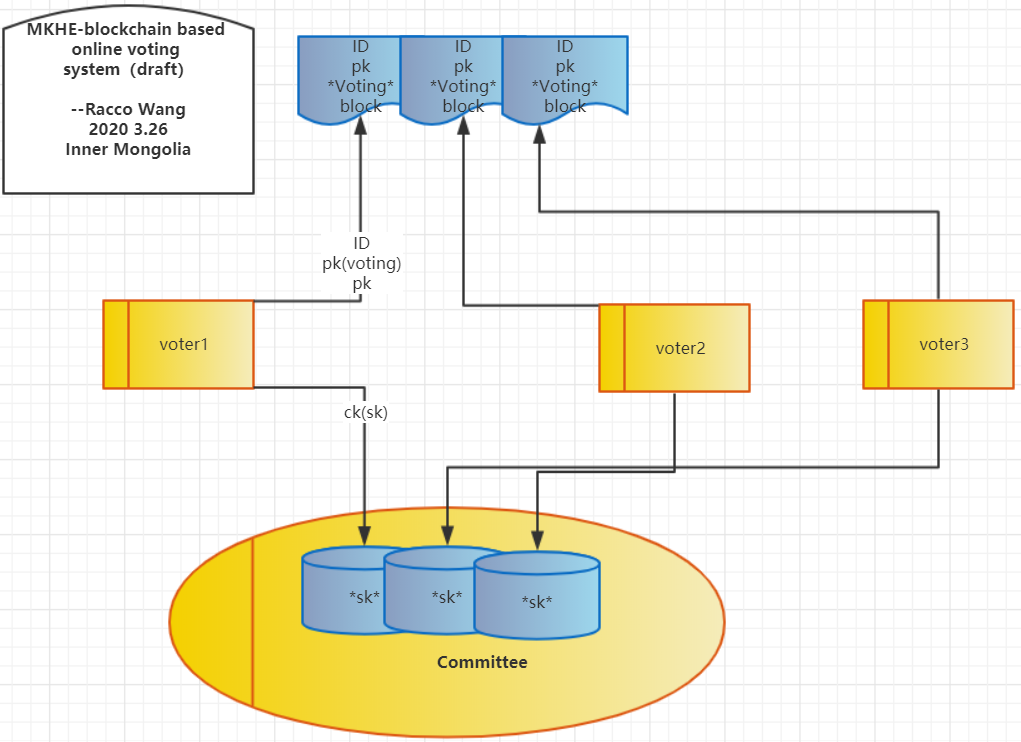 MKHE-blockchain based
online voting
system (draft)
--Racco Wang
2020 3.26
Inner Mongolia
ID
pk
*Voting*
block
ID
pk
*Voting*
block
ID
pk
*Voting*
block
ID
pk(voting)
pk
voter1
voter2
voter3
ck(sk)
*sk*
*sk*
*sk*
Committee